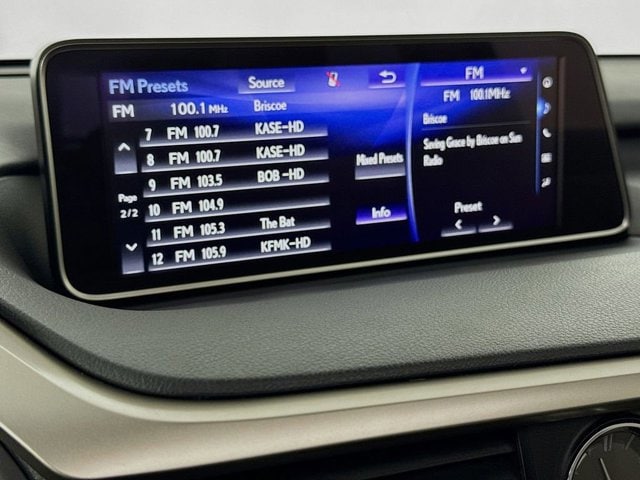 FM Presets Source
FM 100.1 MHz Briscoe
7 FM 100.7 KASE-HD
8 FM 100.7 KASE-HD
9 FM 103.5 BOB-HD
10 FM 104.9
11 FM 105.3 The Bat
12 FM 105.9 KFMK-HD
Page
2/2
Mixed Presets
Info
FM
FM 100.1MHz
Briscoe
Saving Grace by Briscoe on Sun
Radio
Preset